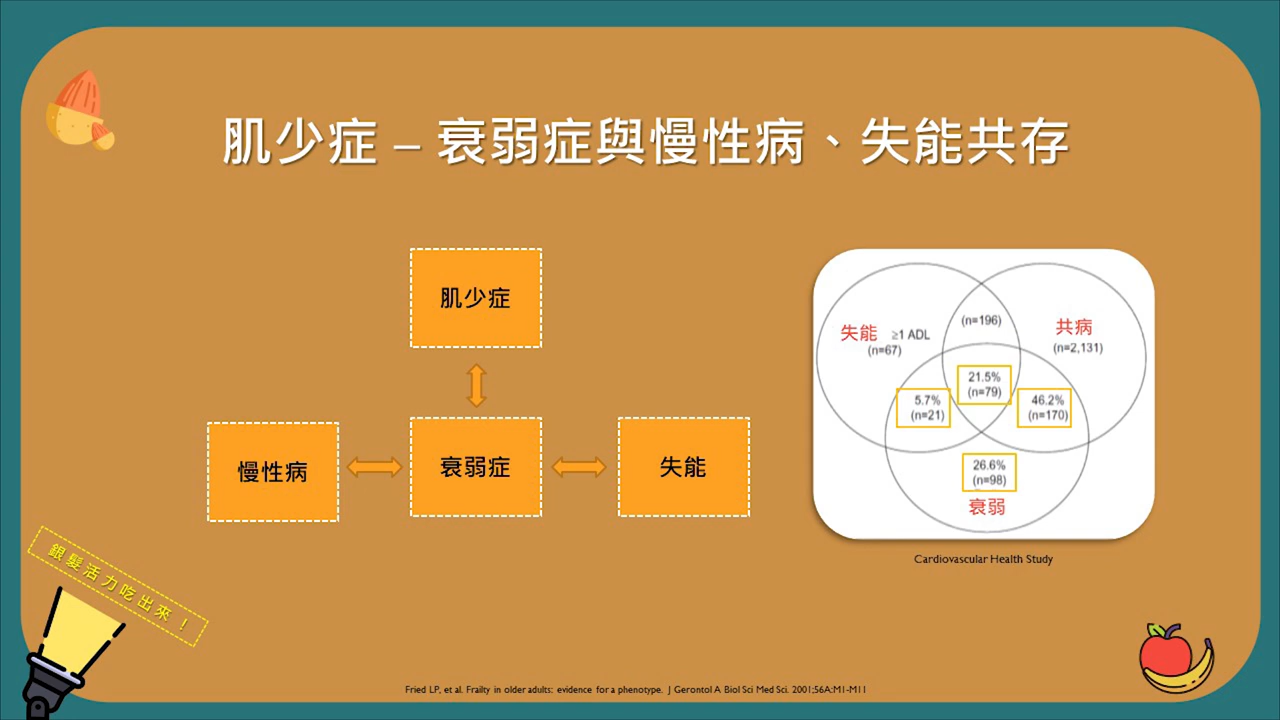 肌少症 – 衰弱症與慢性病、失能共存
肌少症
慢性病
衰弱症
失能
失能 ≥1 ADL
(n=67)
(n=196)
共病
(n=2,131)
21.5%
(n=79)
5.7%
(n=21)
46.2%
(n=170)
26.6%
(n=98)
衰弱
Cardiovascular Health Study
銀髮活力吃出來！
Fried LP, et al. Frailty in older adults: evidence for a phenotype. J Gerontol A Biol Sci Med Sci. 2001;56A:M1-M11